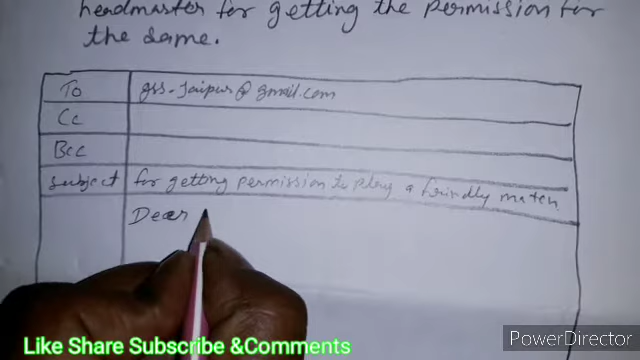 headmaster for getting the permission for
the same.
To gss-Jaipur@gmail.com
Cc
Bcc
Subject for getting permission to play a frindly match
Dear
Like Share Subscribe &Comments
PowerDirector